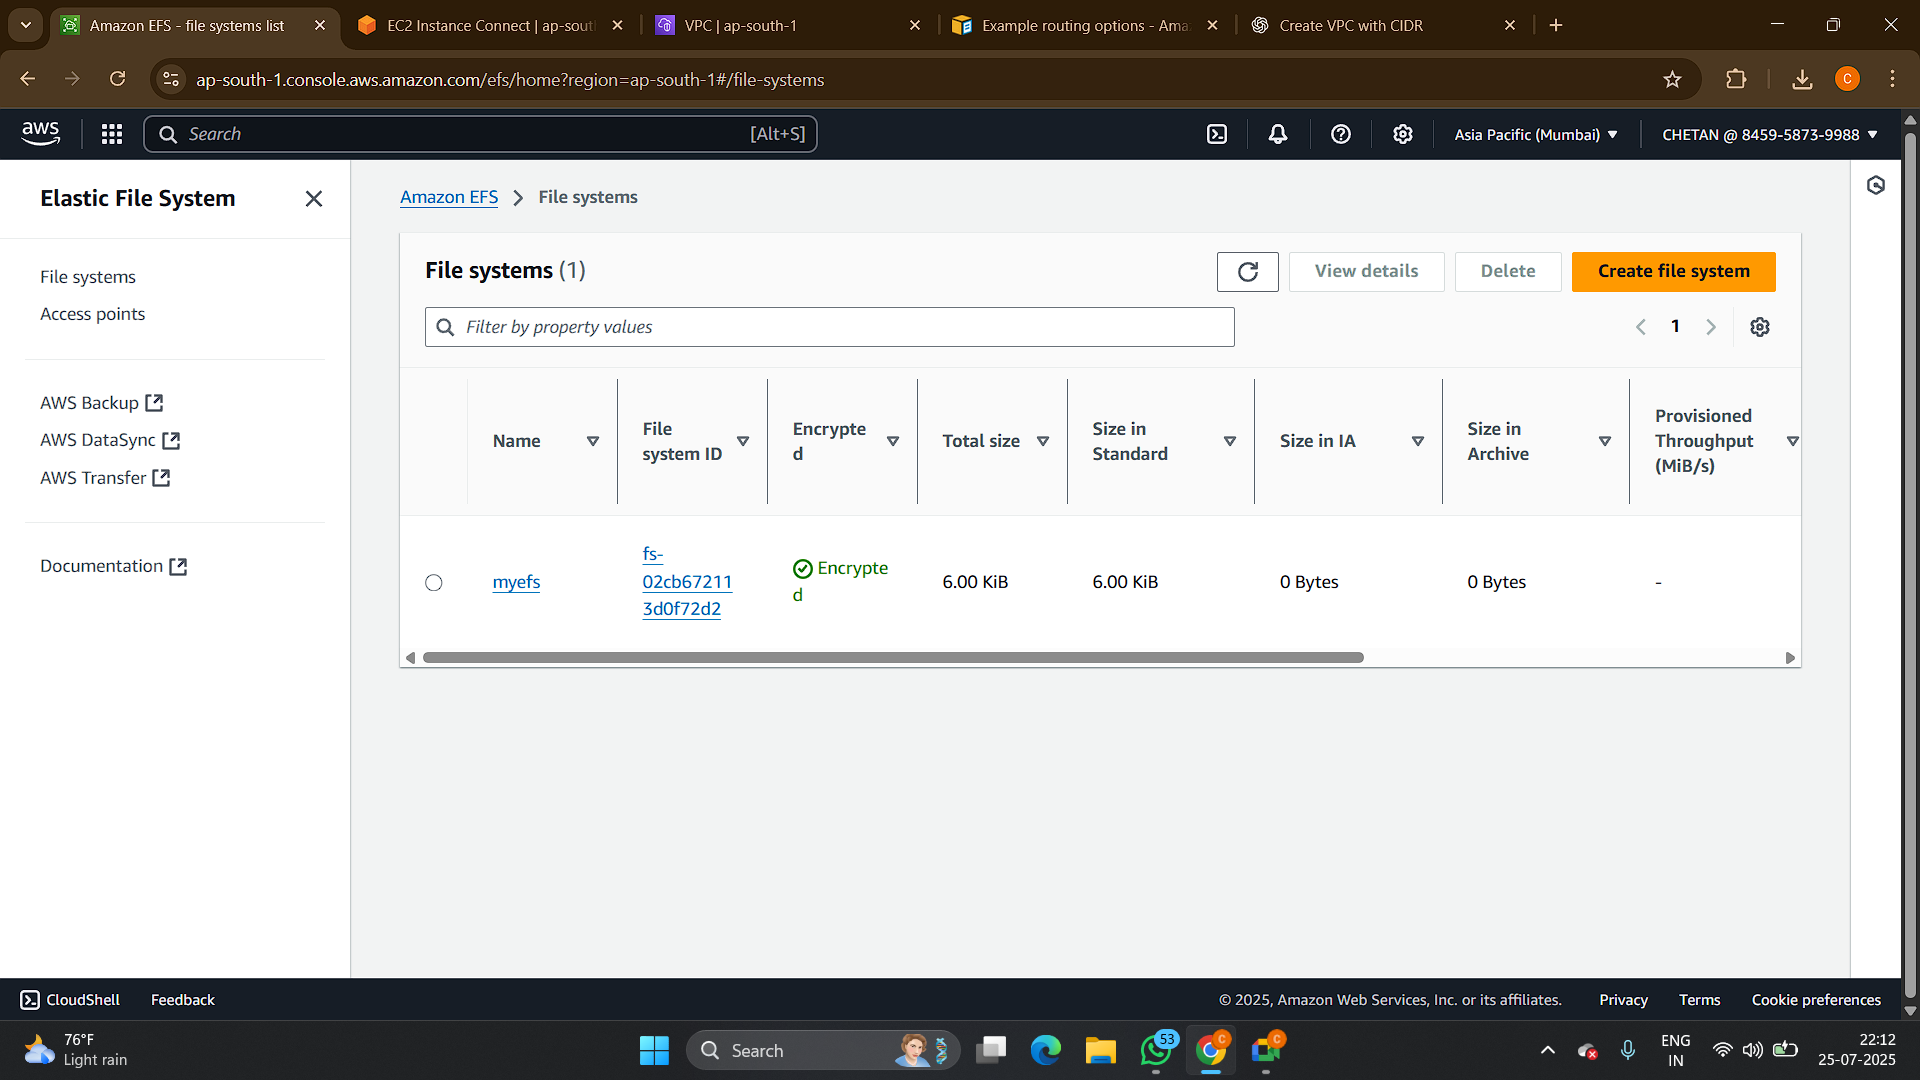 Amazon EFS - file systems list
EC2 Instance Connect | ap-sout
VPC | ap-south-1
Example routing options - Ama
Create VPC with CIDR
ap-south-1.console.aws.amazon.com/efs/home?region=ap-south-1#/file-systems
C
aws
Search
[Alt+S]
Asia Pacific (Mumbai)
CHETAN @ 8459-5873-9988
Elastic File System
File systems
Access points
AWS Backup
AWS DataSync
AWS Transfer
Documentation
Amazon EFS
File systems
File systems (1)
View details
Delete
Create file system
Filter by property values
1
Name
File
system ID
Encrypte
d
Total size
Size in
Standard
Size in IA
Size in
Archive
Provisioned
Throughput
(MiB/s)
myefs
fs-
02cb67211
3d0f72d2
Encrypte
d
6.00 KiB
6.00 KiB
0 Bytes
0 Bytes
-
CloudShell
Feedback
© 2025, Amazon Web Services, Inc. or its affiliates.
Privacy
Terms
Cookie preferences
76°F
Light rain
Search
53
C
C
ENG
IN
22:12
25-07-2025